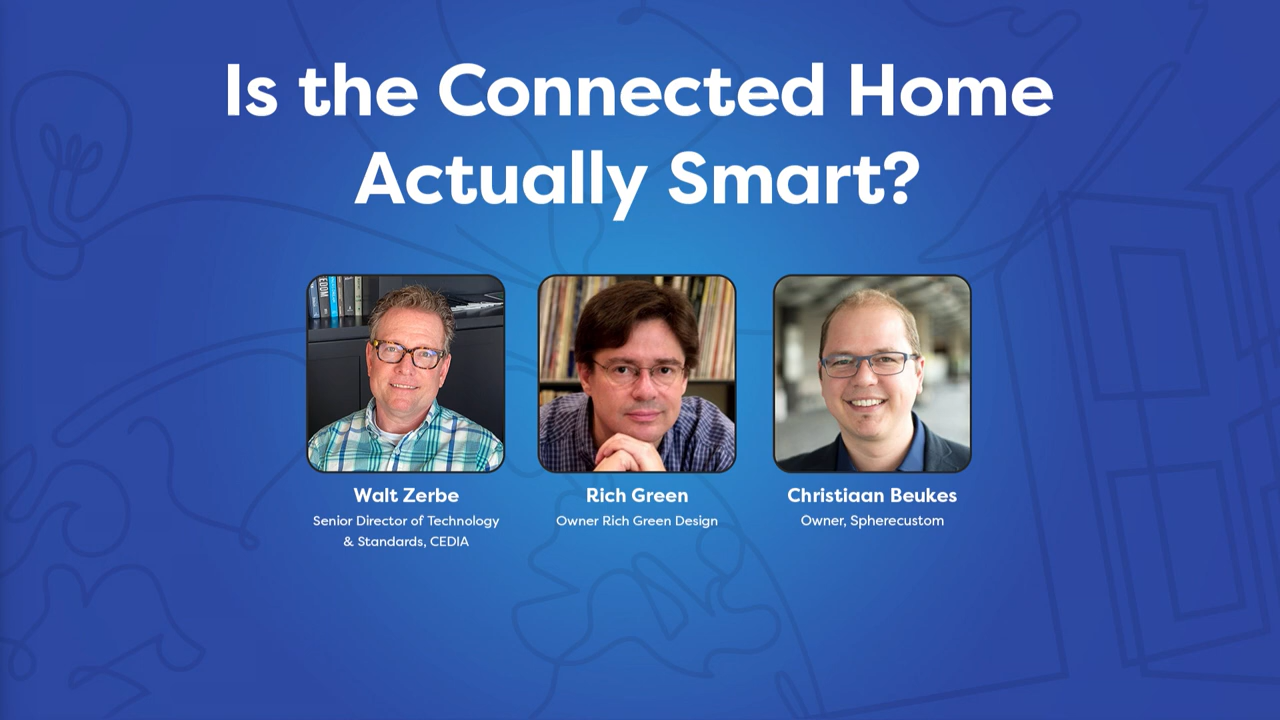 Is the Connected Home
Actually Smart?
Walt Zerbe
Senior Director of Technology
& Standards, CEDIA
Rich Green
Owner Rich Green Design
Christiaan Beukes
Owner, Spherecustom